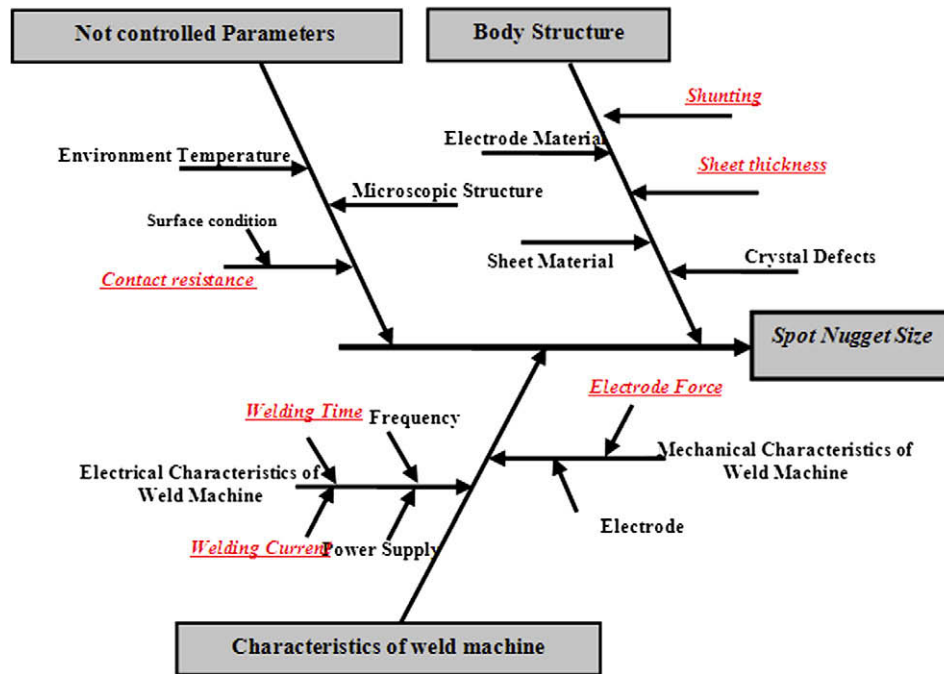 Not controlled Parameters
Body Structure
Shunting
Electrode Material
Environment Temperature
Sheet thickness
Microscopic Structure
Surface condition
Sheet Material
Crystal Defects
Contact resistance
Spot Nugget Size
Welding Time
Frequency
Electrode Force
Electrical Characteristics of
Weld Machine
Mechanical Characteristics of
Weld Machine
Electrode
Welding Current
Power Supply
Characteristics of weld machine